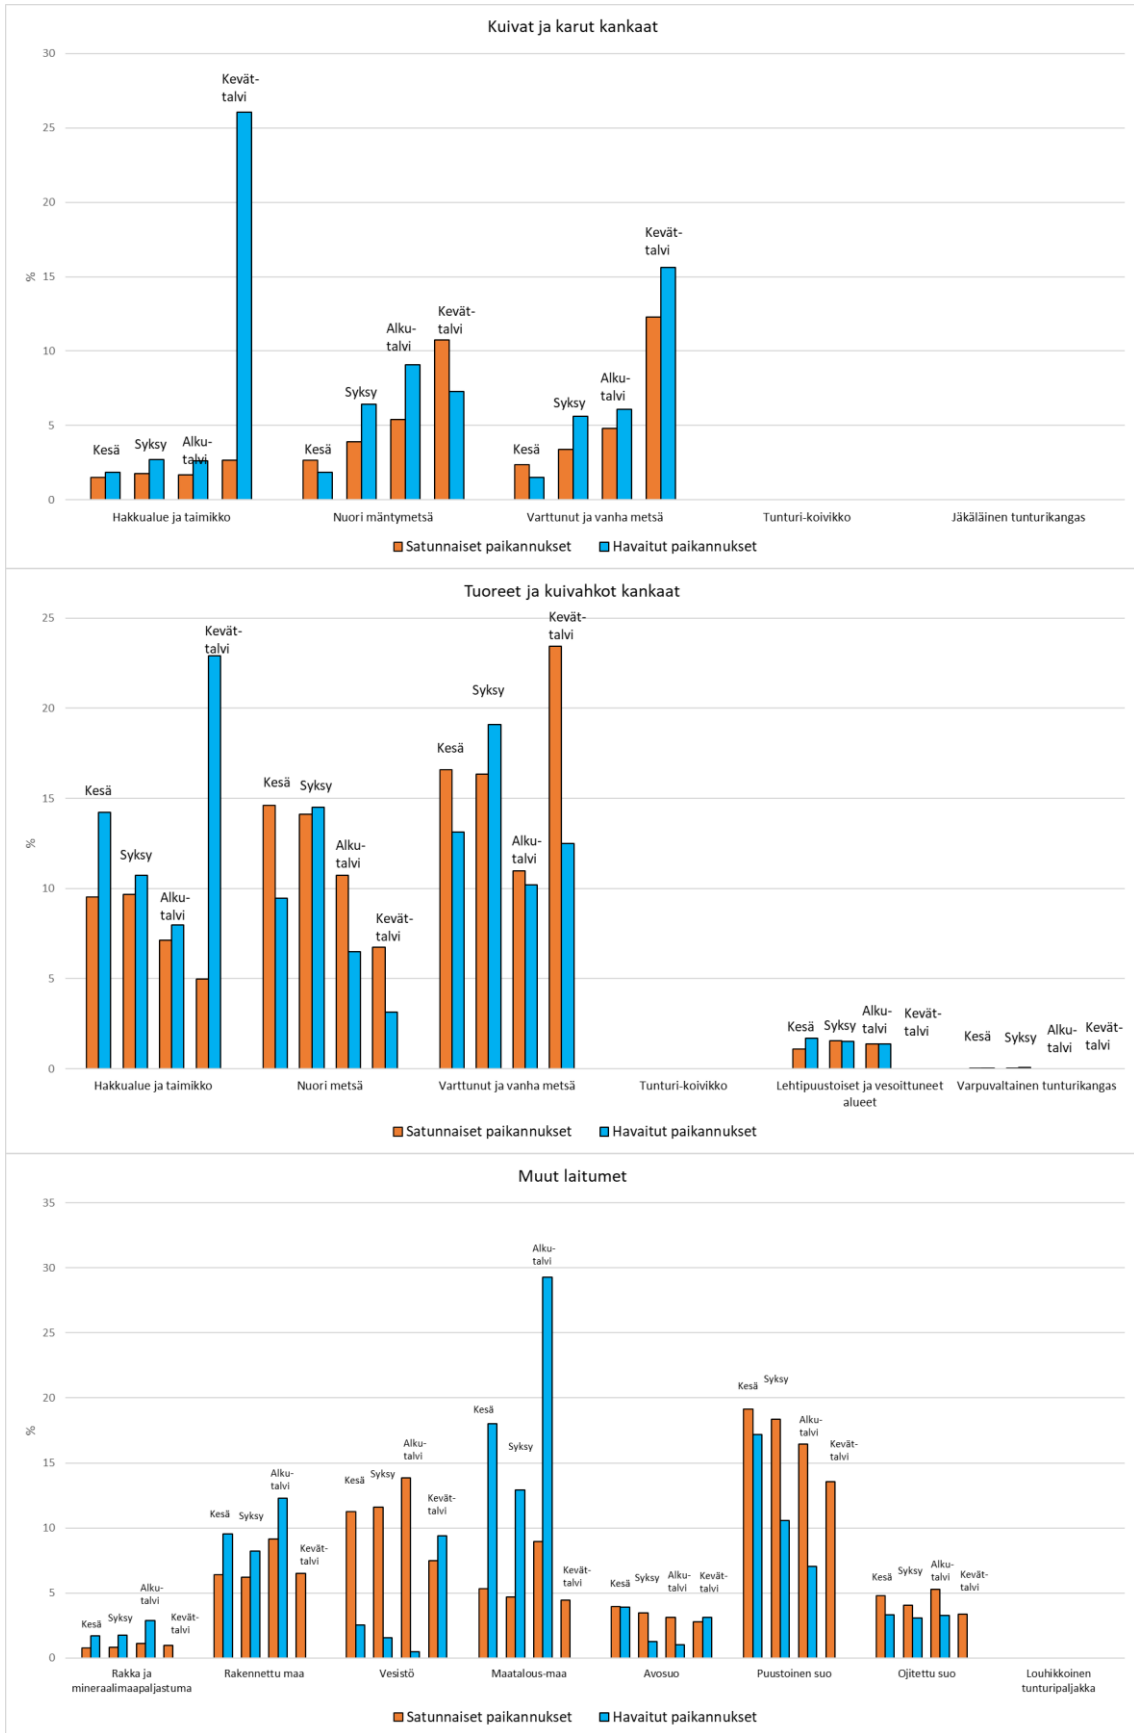 Kuivat ja karut kankaat
30
25
20
15
10
5
0
%
Kesä
Syksy
Alku-
talvi
Kevät-
talvi
Kesä
Syksy
Alku-
talvi
Kevät-
talvi
Kesä
Syksy
Alku-
talvi
Kevät-
talvi
Hakkualue ja taimikko
Nuori mäntymetsä
Varttunut ja vanha metsä
Tunturi-koivikko
Jäkäläinen tunturikangas
Satunnaiset paikannukset
Havaitut paikannukset
Tuoreet ja kuivahkot kankaat
25
20
15
10
5
0
%
Kesä
Syksy
Alku-
talvi
Kevät-
talvi
Kesä
Syksy
Alku-
talvi
Kevät-
talvi
Kesä
Syksy
Alku-
talvi
Kevät-
talvi
Kesä
Syksy
Alku-
talvi
Kevät-
talvi
Kesä
Syksy
Alku-
talvi
Kevät-
talvi
Hakkualue ja taimikko
Nuori metsä
Varttunut ja vanha metsä
Tunturi-koivikko
Lehtipuustoiset ja vesoittuneet
alueet
Varpuvaltainen tunturikangas
Satunnaiset paikannukset
Havaitut paikannukset
Muut laitumet
35
30
25
20
15
10
5
0
%
Kesä
Syksy
Alku-
talvi
Kevät-
talvi
Kesä
Syksy
Alku-
talvi
Kevät-
talvi
Kesä
Syksy
Alku-
talvi
Kevät-
talvi
Kesä
Syksy
Alku-
talvi
Kevät-
talvi
Kesä
Syksy
Alku-
talvi
Kevät-
talvi
Kesä
Syksy
Alku-
talvi
Kevät-
talvi
Kesä
Syksy
Alku-
talvi
Kevät-
talvi
Rakka ja
mineraalimaapaljastuma
Rakennettu maa
Vesistö
Maatalous-maa
Avosuo
Puustoinen suo
Ojitettu suo
Louhikkoinen
tunturipaljakka
Satunnaiset paikannukset
Havaitut paikannukset